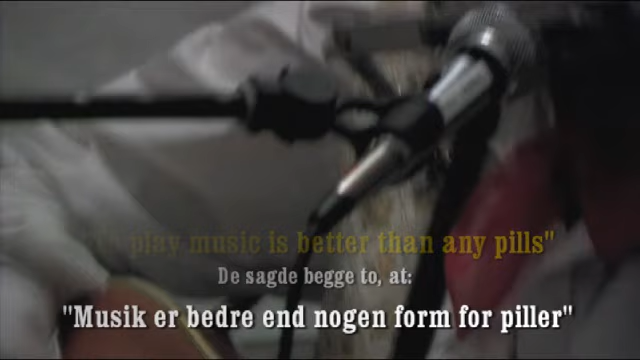 "To play music is better than any pills"
De sagde begge to, at:
"Musik er bedre end nogen form for piller"